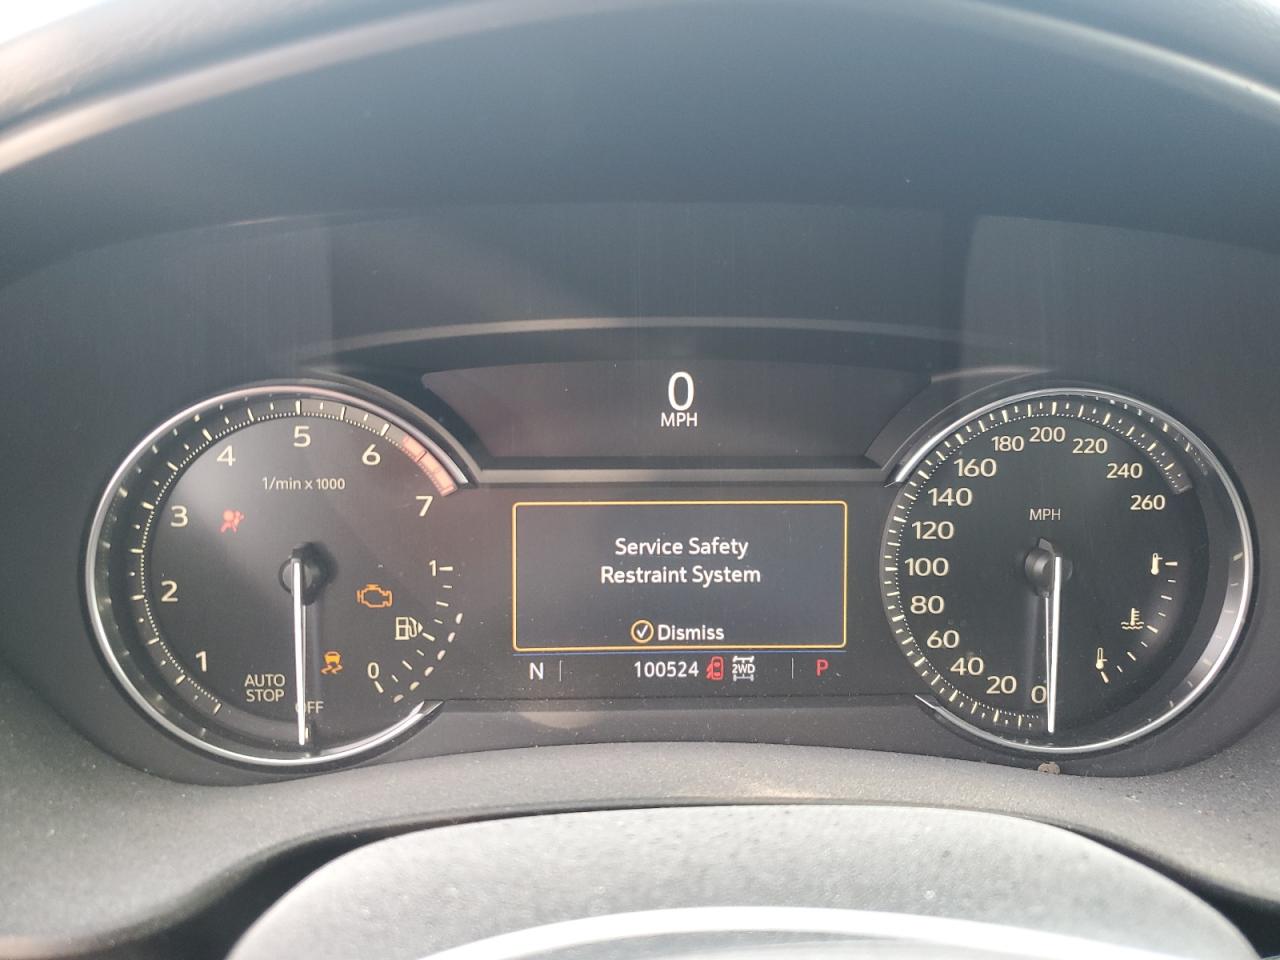 0
MPH
1
2
3
4
5
6
7
1/min x 1000
AUTO
STOP
OFF
1
0
Service Safety
Restraint System
Dismiss
N
100524
2WD
P
0
20
40
60
80
100
120
140
160
180
200
220
240
260
MPH